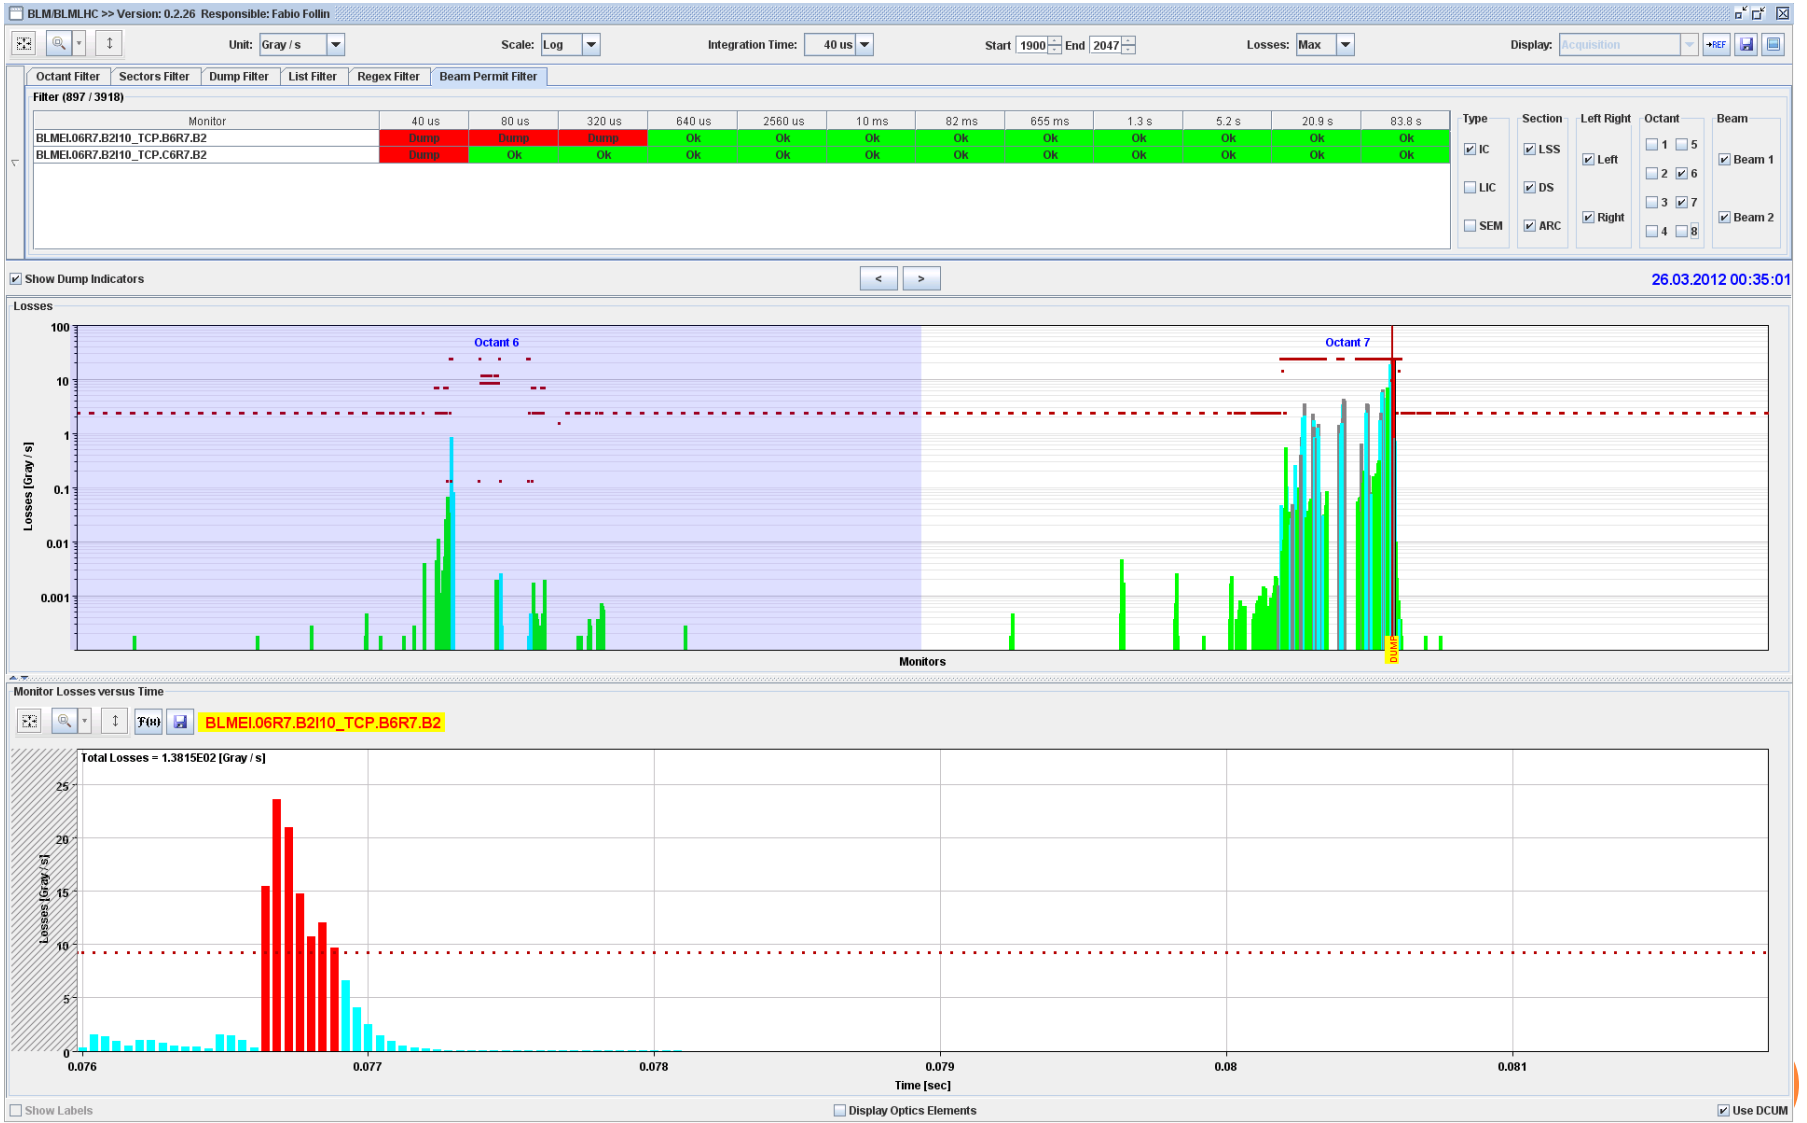 BLM/BLMLHC >> Version: 0.2.26 Responsible: Fabio Follin
Unit: Gray / s Scale: Log Integration Time: 40 us Start 1900 End 2047 Losses: Max Display: Acquisition →REF
Octant Filter Sectors Filter Dump Filter List Filter Regex Filter Beam Permit Filter
Filter (897 / 3918)
Monitor 40 us 80 us 320 us 640 us 2560 us 10 ms 82 ms 655 ms 1.3 s 5.2 s 20.9 s 83.8 s
BLMEI.06R7.B2I10_TCP.B6R7.B2 Dump Dump Dump Ok Ok Ok Ok Ok Ok Ok Ok Ok
BLMEI.06R7.B2I10_TCP.C6R7.B2 Dump Ok Ok Ok Ok Ok Ok Ok Ok Ok Ok Ok
Type Section Left Right Octant Beam
IC LSS Left 1 5 Beam 1
2 6
LIC DS 3 7
SEM ARC Right 4 8 Beam 2
Show Dump Indicators < > 26.03.2012 00:35:01
Losses
Octant 6 Octant 7
100
10
1
0.1
0.01
0.001
Losses [Gray / s]
DUMP
Monitors
Monitor Losses versus Time
F(x) BLMEI.06R7.B2I10_TCP.B6R7.B2
Total Losses = 1.3815E02 [Gray / s]
25
20
15
10
5
0
Losses [Gray / s]
0.076 0.077 0.078 0.079 0.08 0.081
Time [sec]
Show Labels Display Optics Elements Use DCUM